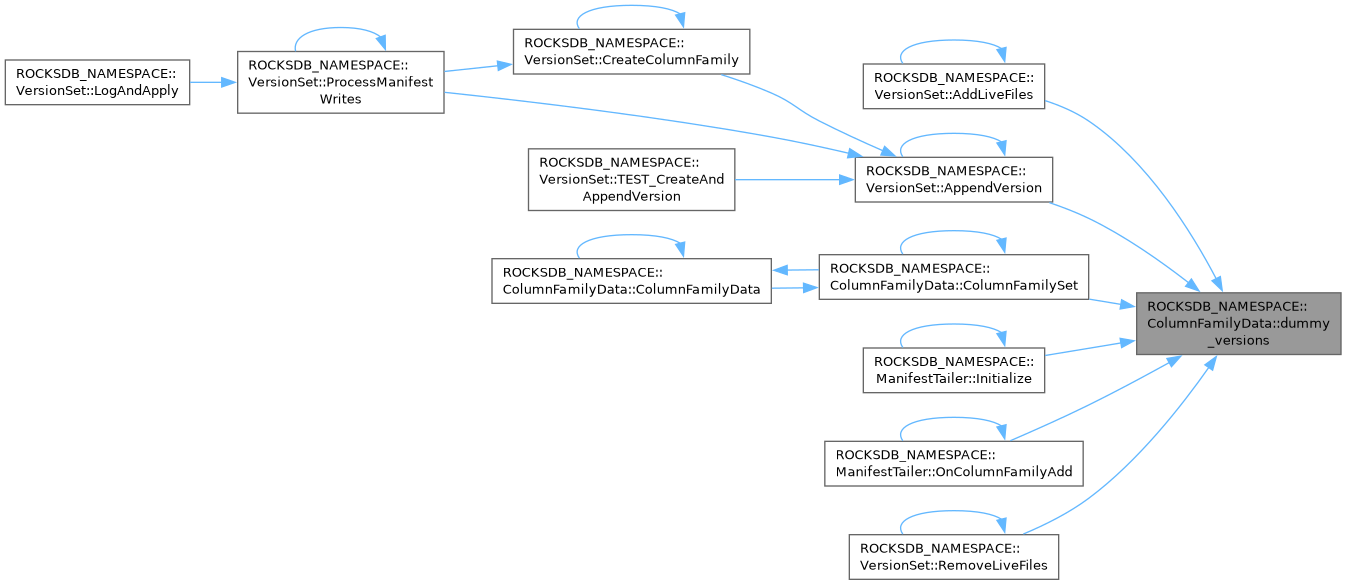 ROCKSDB_NAMESPACE::
VersionSet::LogAndApply
ROCKSDB_NAMESPACE::
VersionSet::ProcessManifest
Writes
ROCKSDB_NAMESPACE::
VersionSet::CreateColumnFamily
ROCKSDB_NAMESPACE::
VersionSet::TEST_CreateAnd
AppendVersion
ROCKSDB_NAMESPACE::
ColumnFamilyData::ColumnFamilyData
ROCKSDB_NAMESPACE::
VersionSet::AddLiveFiles
ROCKSDB_NAMESPACE::
VersionSet::AppendVersion
ROCKSDB_NAMESPACE::
ColumnFamilyData::ColumnFamilySet
ROCKSDB_NAMESPACE::
ManifestTailer::Initialize
ROCKSDB_NAMESPACE::
ManifestTailer::OnColumnFamilyAdd
ROCKSDB_NAMESPACE::
VersionSet::RemoveLiveFiles
ROCKSDB_NAMESPACE::
ColumnFamilyData::dummy
_versions